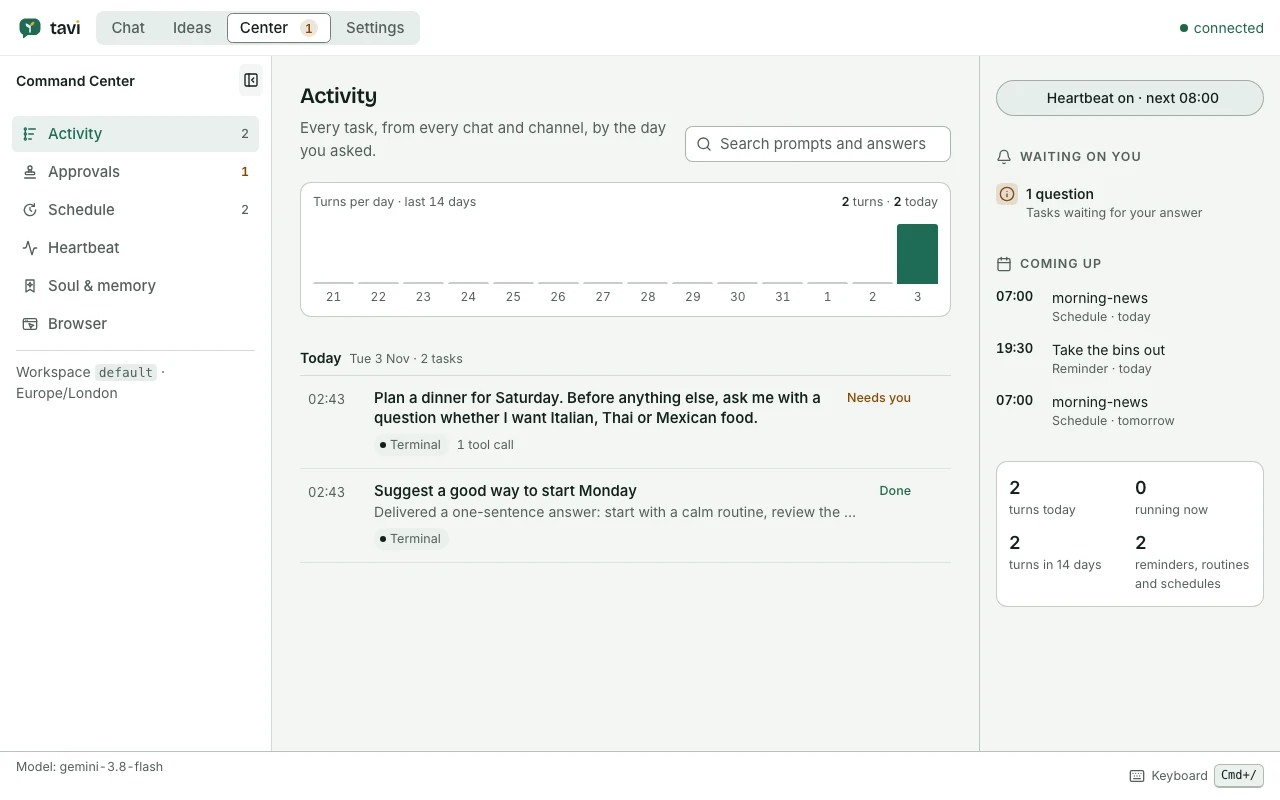 tavi
Chat
Ideas
Center 1
Settings
connected
Command Center
Activity 2
Approvals 1
Schedule 2
Heartbeat
Soul & memory
Browser
Workspace default ·
Europe/London
Activity
Every task, from every chat and channel, by the day
you asked.
Search prompts and answers
Turns per day · last 14 days
2 turns · 2 today
21 22 23 24 25 26 27 28 29 30 31 1 2 3
Today Tue 3 Nov · 2 tasks
02:43 Plan a dinner for Saturday. Before anything else, ask me with a Needs you
question whether I want Italian, Thai or Mexican food.
Terminal 1 tool call
02:43 Suggest a good way to start Monday Done
Delivered a one-sentence answer: start with a calm routine, review the ...
Terminal
Heartbeat on · next 08:00
WAITING ON YOU
1 question
Tasks waiting for your answer
COMING UP
07:00 morning-news
Schedule · today
19:30 Take the bins out
Reminder · today
07:00 morning-news
Schedule · tomorrow
2 0
turns today running now
2 2
turns in 14 days reminders, routines
and schedules
Model: gemini-3.8-flash
Keyboard Cmd+/